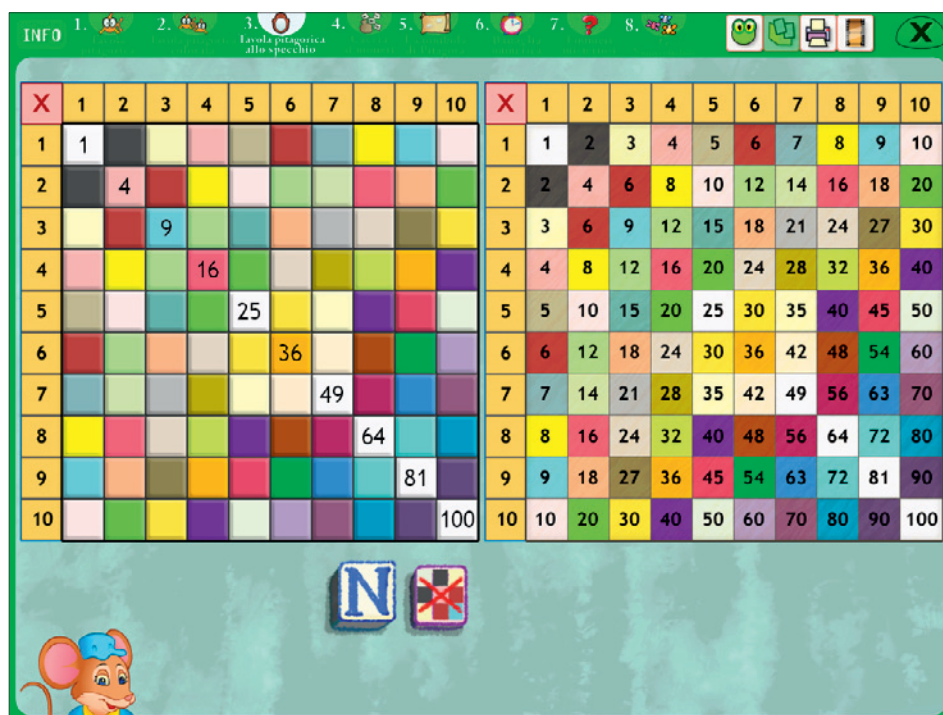 INFO 1. 2. 3. 4. 5. 6. 7. 8. X
Tavola pitagorica
allo specchio
X 1 2 3 4 5 6 7 8 9 10
1 1
2 4
3 9
4 16
5 25
6 36
7 49
8 64
9 81
10 100
X 1 2 3 4 5 6 7 8 9 10
1 1 2 3 4 5 6 7 8 9 10
2 2 4 6 8 10 12 14 16 18 20
3 3 6 9 12 15 18 21 24 27 30
4 4 8 12 16 20 24 28 32 36 40
5 5 10 15 20 25 30 35 40 45 50
6 6 12 18 24 30 36 42 48 54 60
7 7 14 21 28 35 42 49 56 63 70
8 8 16 24 32 40 48 56 64 72 80
9 9 18 27 36 45 54 63 72 81 90
10 10 20 30 40 50 60 70 80 90 100
N